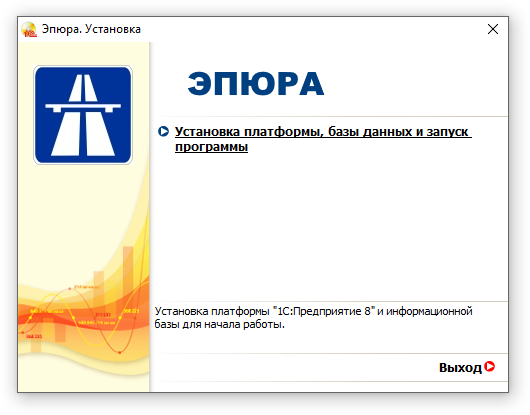 Эпюра. Установка
ЭПЮРА
Установка платформы, базы данных и запуск
программы
Установка платформы "1С:Предприятие 8" и информационной
базы для начала работы.
Выход